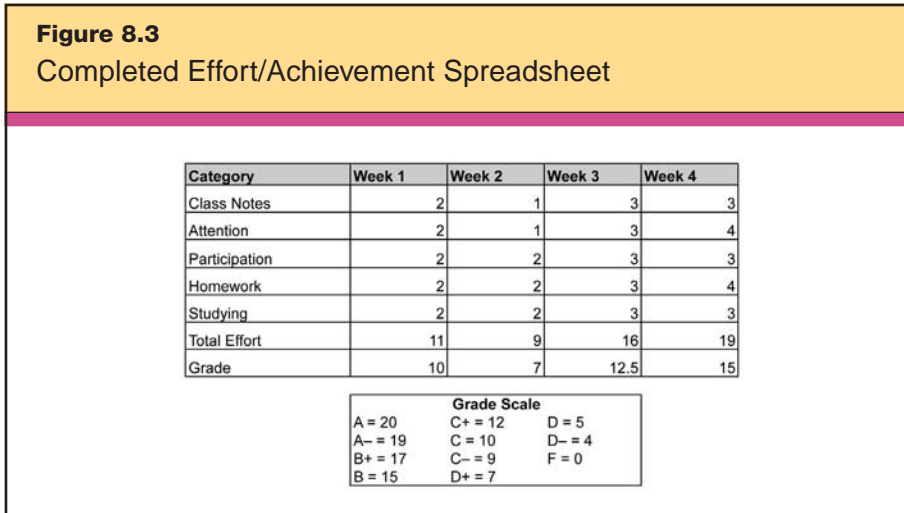 Figure 8.3
Completed Effort/Achievement Spreadsheet
Category Week 1 Week 2 Week 3 Week 4
Class Notes 2 1 3 3
Attention 2 1 3 4
Participation 2 2 3 3
Homework 2 2 3 4
Studying 2 2 3 3
Total Effort 11 9 16 19
Grade 10 7 12.5 15
Grade Scale
A = 20 C+ = 12 D = 5
A– = 19 C = 10 D– = 4
B+ = 17 C– = 9 F = 0
B = 15 D+ = 7